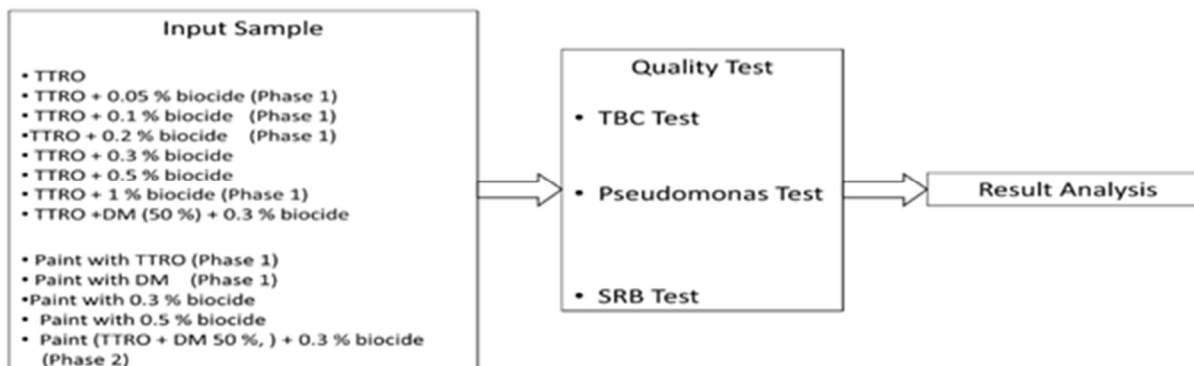 Input Sample
• TTRO
• TTRO + 0.05 % biocide (Phase 1)
• TTRO + 0.1 % biocide (Phase 1)
•TTRO + 0.2 % biocide (Phase 1)
• TTRO + 0.3 % biocide
• TTRO + 0.5 % biocide
• TTRO + 1 % biocide (Phase 1)
• TTRO +DM (50 %) + 0.3 % biocide
• Paint with TTRO (Phase 1)
• Paint with DM (Phase 1)
•Paint with 0.3 % biocide
• Paint with 0.5 % biocide
• Paint (TTRO + DM 50 %, ) + 0.3 % biocide
(Phase 2)
Quality Test
• TBC Test
• Pseudomonas Test
• SRB Test
Result Analysis